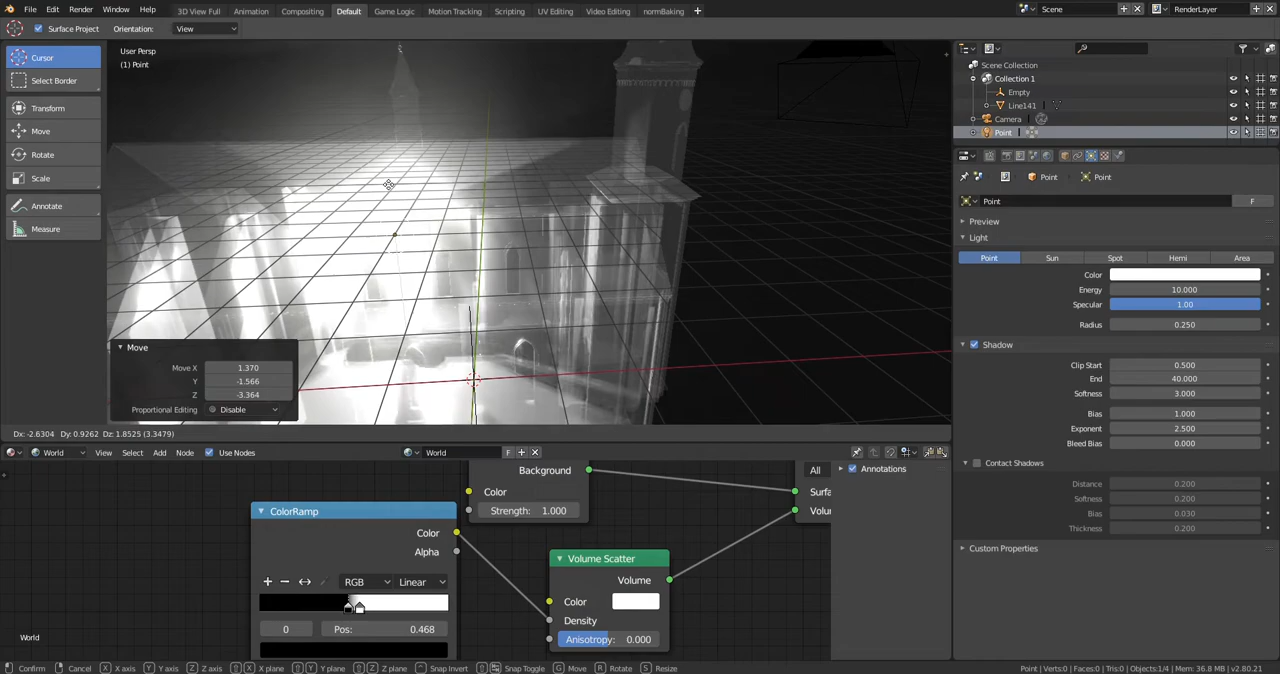 File Edit Render Window Help 3D View Full Animation Compositing Default Game Logic Motion Tracking Scripting UV Editing Video Editing normBaking Scene RenderLayer
Surface Project Orientation: View
Cursor
Select Border
Transform
Move
Rotate
Scale
Annotate
Measure
User Persp
(1) Point
Move
Move X 1.370
Y -1.566
Z -3.364
Proportional Editing Disable
Dx: -2.6304 Dy: 0.9262 Dz: 1.8525 (3.3479)
World View Select Add Node Use Nodes World F
ColorRamp
Color
Alpha
RGB Linear
0 Pos: 0.468
Background
Color
Strength: 1.000
Volume Scatter
Volume
Color
Density
Anisotropy: 0.000
All
Surfa
Volu
Annotations
World
Scene Collection
Collection 1
Empty
Line141
Camera
Point
Point Point
Point F
Preview
Light
Point Sun Spot Hemi Area
Color
Energy 10.000
Specular 1.00
Radius 0.250
Shadow
Clip Start 0.500
End 40.000
Softness 3.000
Bias 1.000
Exponent 2.500
Bleed Bias 0.000
Contact Shadows
Distance 0.200
Softness 0.200
Bias 0.030
Thickness 0.200
Custom Properties
Confirm Cancel X X axis Y Y axis Z Z axis X X plane Y Y plane Z Z plane Snap Invert Snap Toggle G Move R Rotate S Resize Point | Verts:0 | Faces:0 | Tris:0 | Objects:1/4 | Mem: 36.8 MB | v2.80.21